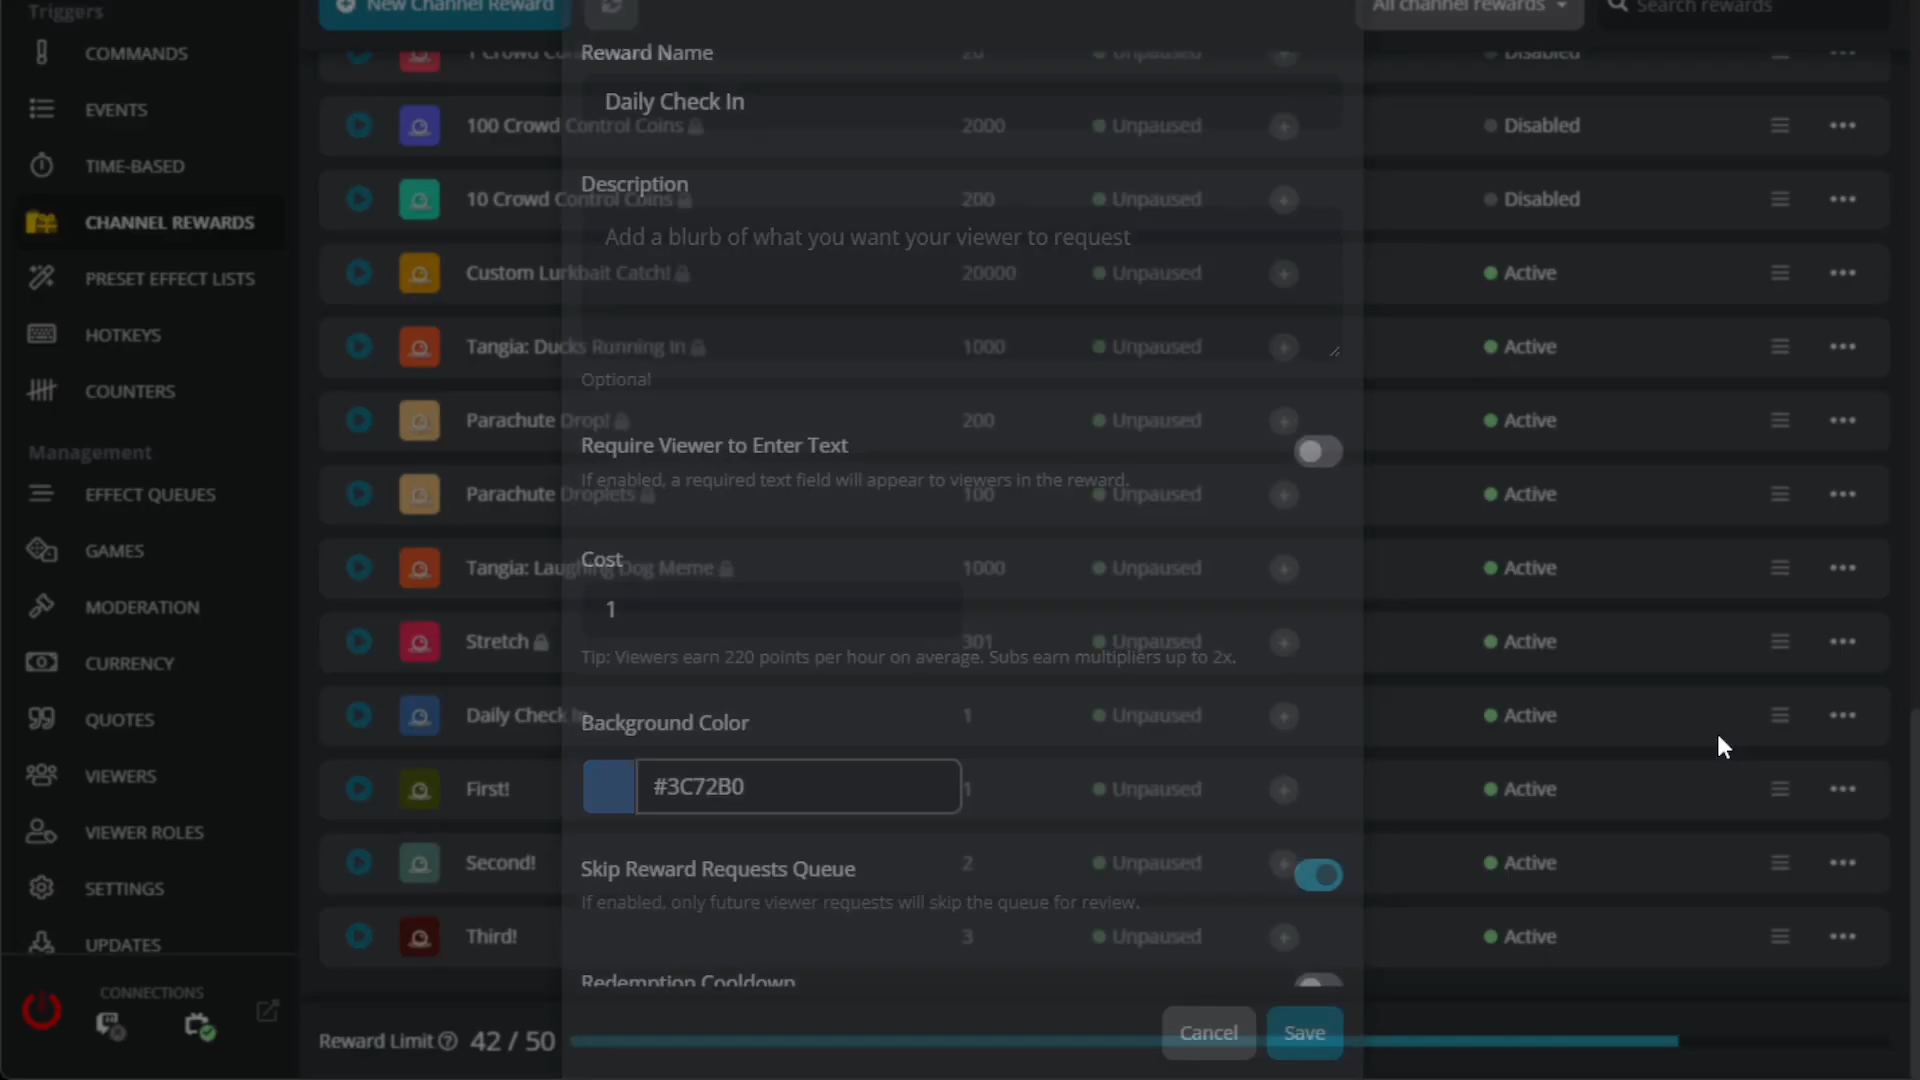 Triggers
COMMANDS
EVENTS
TIME-BASED
CHANNEL REWARDS
PRESET EFFECT LISTS
HOTKEYS
COUNTERS
Management
EFFECT QUEUES
GAMES
MODERATION
CURRENCY
QUOTES
VIEWERS
VIEWER ROLES
SETTINGS
UPDATES
CONNECTIONS
New Channel Reward
All channel rewards
Search rewards
20 Unpaused Disabled
100 Crowd Control Coins 2000 Unpaused Disabled
10 Crowd Control Coins 200 Unpaused Disabled
Custom Lurkbait Catch! 20000 Unpaused Active
Tangia: Ducks Running In 1000 Unpaused Active
Parachute Drop! 200 Unpaused Active
Parachute Droplets 100 Unpaused Active
Tangia: Laughing Dog Meme 1000 Unpaused Active
Stretch 301 Unpaused Active
Daily Check In 1 Unpaused Active
First! 1 Unpaused Active
Second! 2 Unpaused Active
Third! 3 Unpaused Active
Reward Limit 42 / 50
Reward Name
Daily Check In
Description
Add a blurb of what you want your viewer to request
Optional
Require Viewer to Enter Text
If enabled, a required text field will appear to viewers in the reward.
Cost
1
Tip: Viewers earn 220 points per hour on average. Subs earn multipliers up to 2x.
Background Color
#3C72B0
Skip Reward Requests Queue
If enabled, only future viewer requests will skip the queue for review.
Redemption Cooldown
Cancel
Save